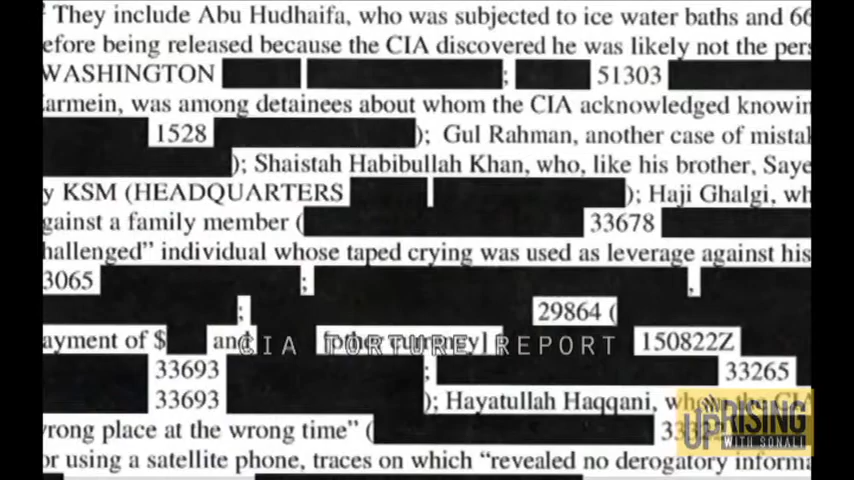 They include Abu Hudhaifa, who was subjected to ice water baths and 66
efore being released because the CIA discovered he was likely not the pers
WASHINGTON ; 51303
armein, was among detainees about whom the CIA acknowledged knowin
1528 ); Gul Rahman, another case of mistal
); Shaistah Habibullah Khan, who, like his brother, Saye
y KSM (HEADQUARTERS ); Haji Ghalgi, wh
gainst a family member ( 33678
hallenged” individual whose taped crying was used as leverage against his
3065 ; ,
; 29864 (
ayment of $ and [other currency] 150822Z
CIA TORTURE REPORT
33693 ; 33265
33693 ); Hayatullah Haqqani, whom the CIA
rong place at the wrong time” ( 33
or using a satellite phone, traces on which “revealed no derogatory informa
UPRISING
WITH SONALI